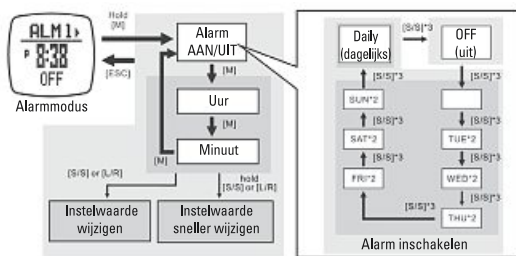 ALM1
P 8:38
OFF
Alarmmodus
Hold
[M]
[ESC]
Alarm
AAN/UIT
[M]
Uur
[M]
Minuut
[M]
[S/S] or [L/R]
hold
[S/S] or [L/R]
Instelwaarde
wijzigen
Instelwaarde
sneller wijzigen
Daily
(dagelijks)
[S/S]*3
OFF
(uit)
[S/S]*3
[S/S]*3
SUN*2
[S/S]*3
[S/S]*3
SAT*2
TUE*2
[S/S]*3
[S/S]*3
FRI*2
WED*2
[S/S]*3
[S/S]*3
THU*2
Alarm inschakelen